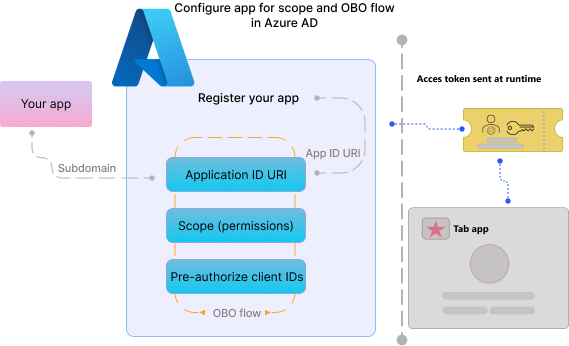 Configure app for scope and OBO flow
in Azure AD
Acces token sent at runtime
Register your app
Your app
App ID URI
Subdomain
Application ID URI
Scope (permissions)
Tab app
Pre-authorize client IDs
OBO flow